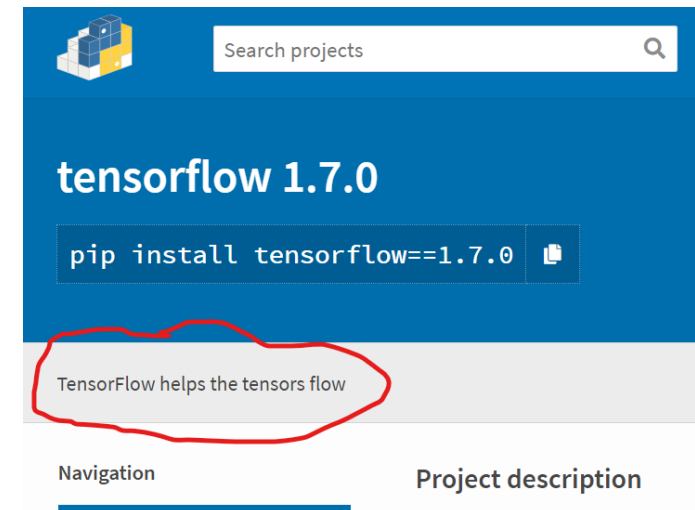 Search projects
tensorflow 1.7.0
pip install tensorflow==1.7.0
TensorFlow helps the tensors flow
Navigation
Project description